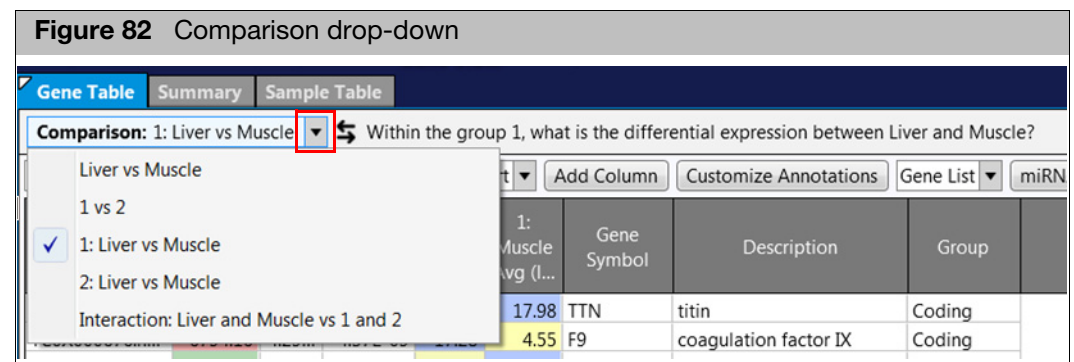 Figure 82 Comparison drop-down
Gene Table Summary Sample Table
Comparison: 1: Liver vs Muscle Within the group 1, what is the differential expression between Liver and Muscle?
Liver vs Muscle
1 vs 2
1: Liver vs Muscle
2: Liver vs Muscle
Interaction: Liver and Muscle vs 1 and 2
Add Column Customize Annotations Gene List miRN
1:
Muscle
Avg (I...
Gene
Symbol
Description
Group
17.98 TTN titin Coding
4.55 F9 coagulation factor IX Coding